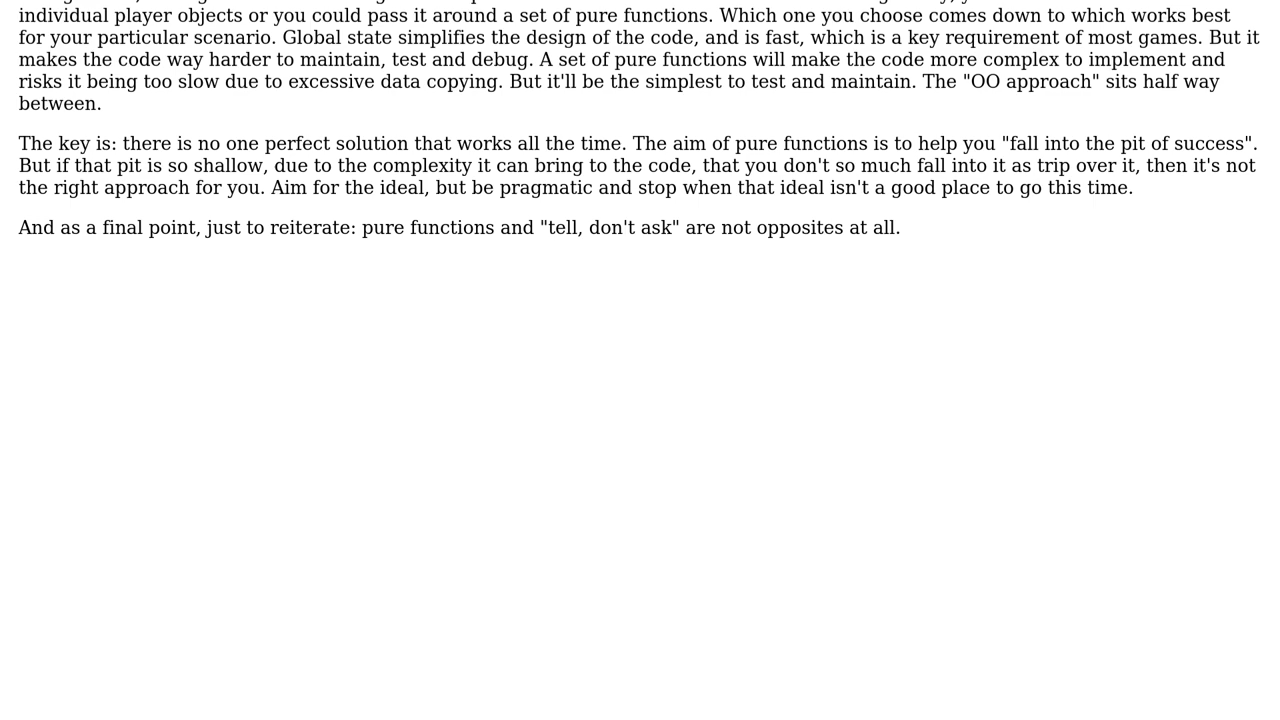 individual player objects or you could pass it around a set of pure functions. Which one you choose comes down to which works best
for your particular scenario. Global state simplifies the design of the code, and is fast, which is a key requirement of most games. But it
makes the code way harder to maintain, test and debug. A set of pure functions will make the code more complex to implement and
risks it being too slow due to excessive data copying. But it'll be the simplest to test and maintain. The "OO approach" sits half way
between.
The key is: there is no one perfect solution that works all the time. The aim of pure functions is to help you "fall into the pit of success".
But if that pit is so shallow, due to the complexity it can bring to the code, that you don't so much fall into it as trip over it, then it's not
the right approach for you. Aim for the ideal, but be pragmatic and stop when that ideal isn't a good place to go this time.
And as a final point, just to reiterate: pure functions and "tell, don't ask" are not opposites at all.